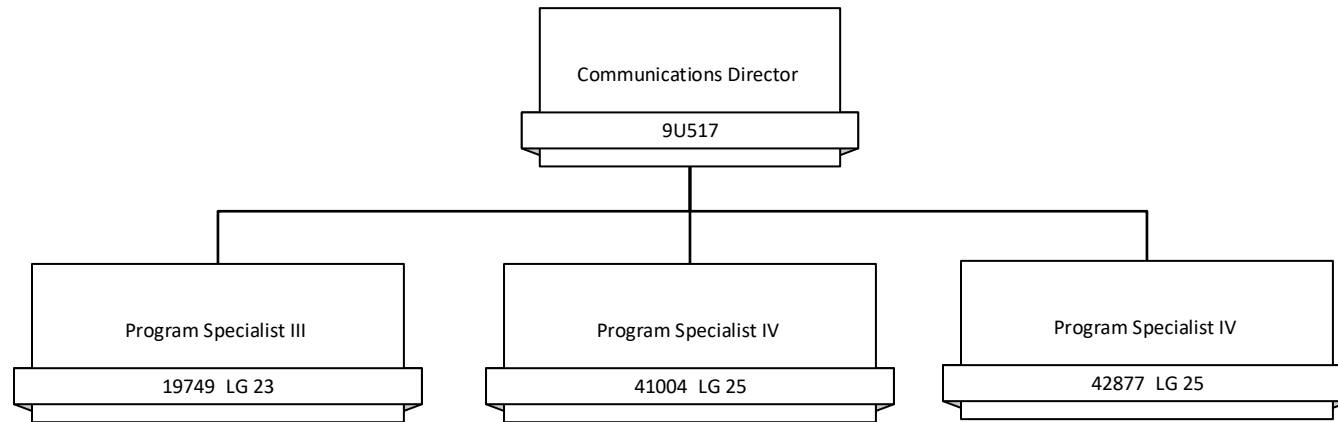 Communications Director
9U517
Program Specialist III
19749 LG 23
Program Specialist IV
41004 LG 25
Program Specialist IV
42877 LG 25